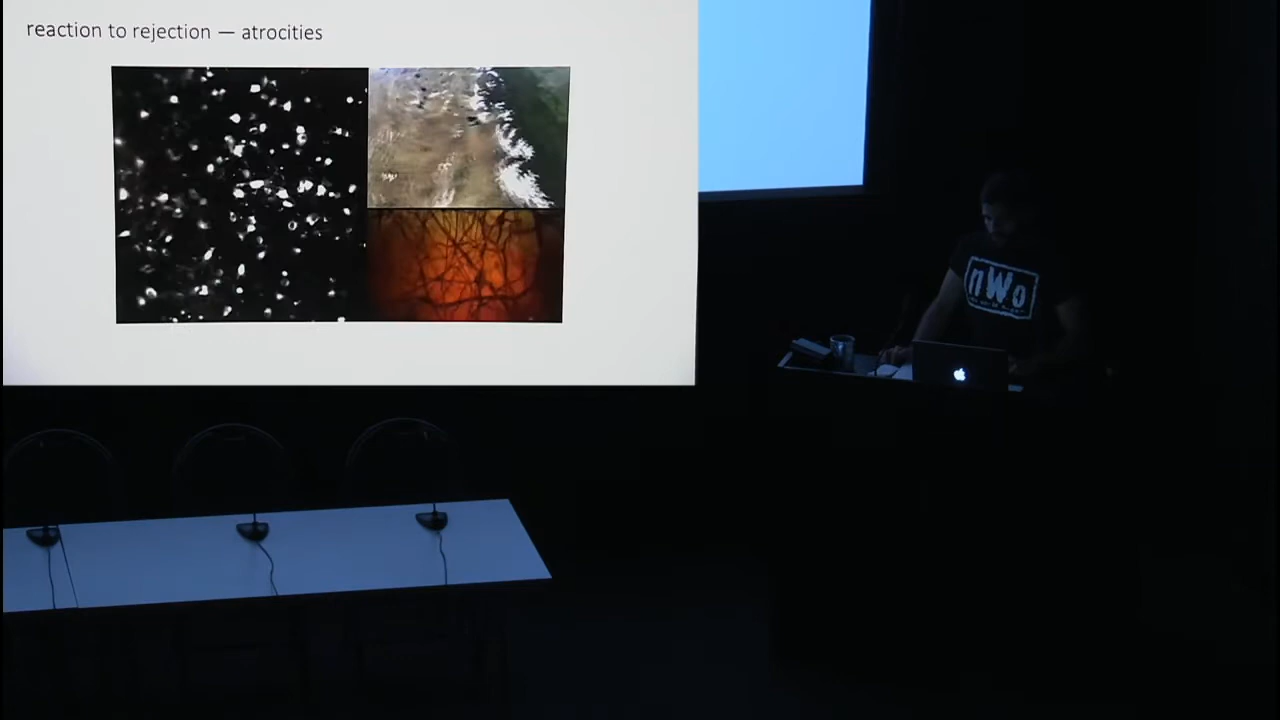 reaction to rejection — atrocities
nWo